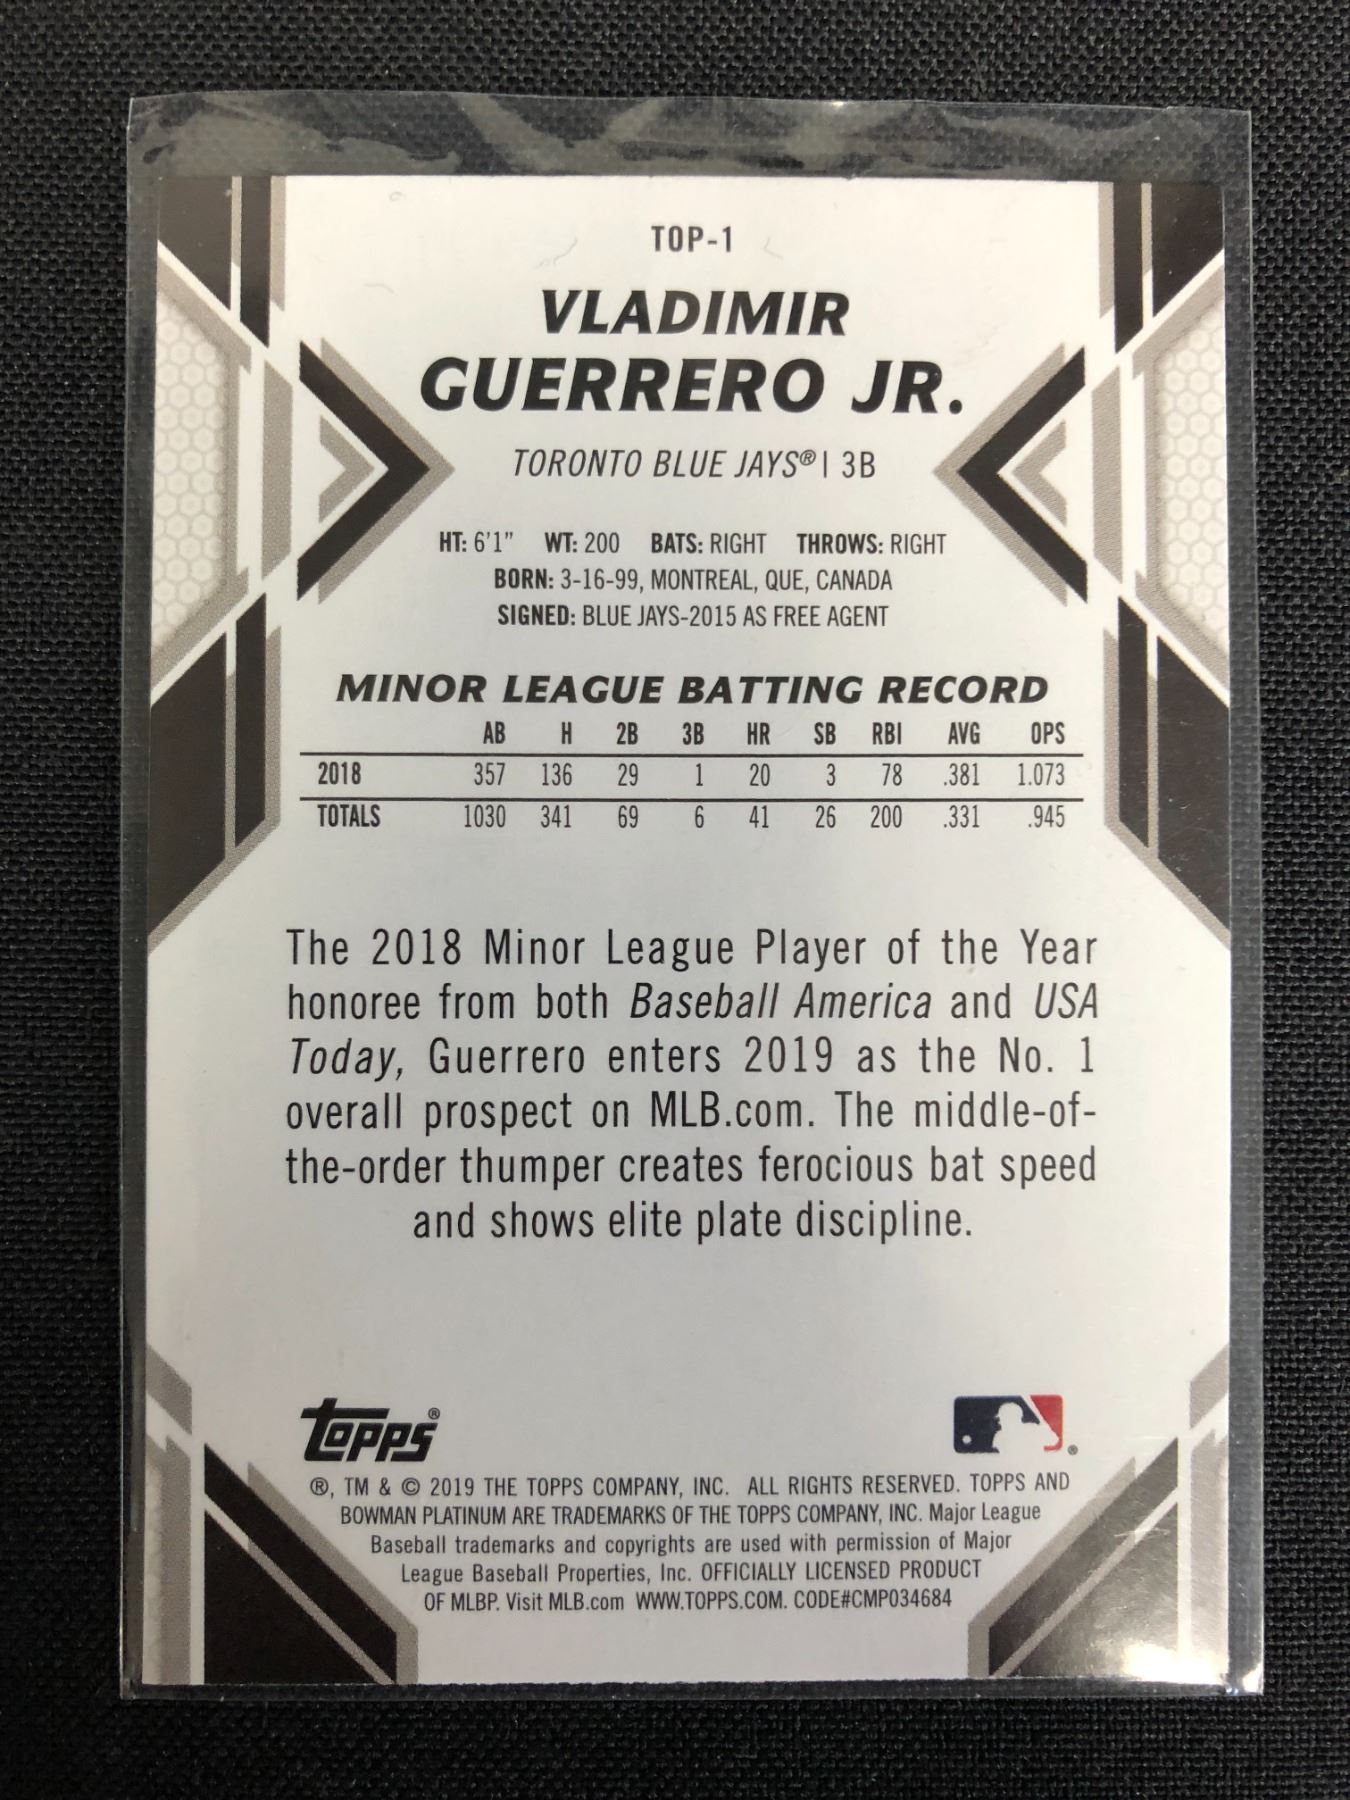 TOP-1
VLADIMIR
GUERRERO JR.
TORONTO BLUE JAYS® | 3B
HT: 6'1" WT: 200 BATS: RIGHT THROWS: RIGHT
BORN: 3-16-99, MONTREAL, QUE, CANADA
SIGNED: BLUE JAYS-2015 AS FREE AGENT
MINOR LEAGUE BATTING RECORD
AB H 2B 3B HR SB RBI AVG OPS
2018 357 136 29 1 20 3 78 .381 1.073
TOTALS 1030 341 69 6 41 26 200 .331 .945
The 2018 Minor League Player of the Year
honoree from both Baseball America and USA
Today, Guerrero enters 2019 as the No. 1
overall prospect on MLB.com. The middle-of-
the-order thumper creates ferocious bat speed
and shows elite plate discipline.
topps®
®
®, TM & © 2019 THE TOPPS COMPANY, INC. ALL RIGHTS RESERVED. TOPPS AND
BOWMAN PLATINUM ARE TRADEMARKS OF THE TOPPS COMPANY, INC. Major League
Baseball trademarks and copyrights are used with permission of Major
League Baseball Properties, Inc. OFFICIALLY LICENSED PRODUCT
OF MLBP. Visit MLB.com WWW.TOPPS.COM. CODE#CMP034684